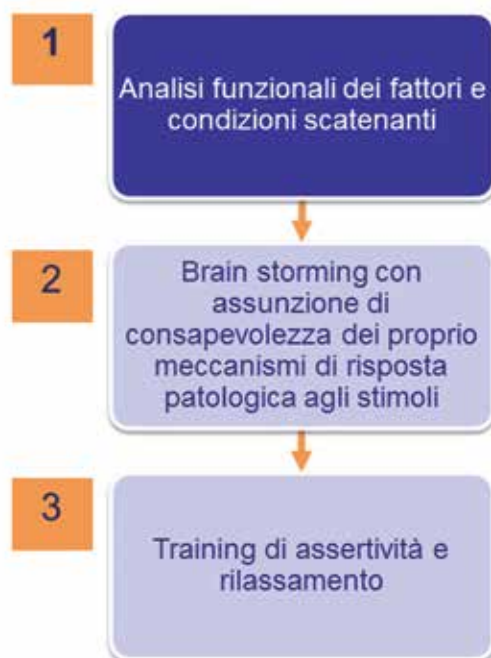 1
Analisi funzionali dei fattori e
condizioni scatenanti
2
Brain storming con
assunzione di
consapevolezza dei proprio
meccanismi di risposta
patologica agli stimoli
3
Training di assertività e
rilassamento